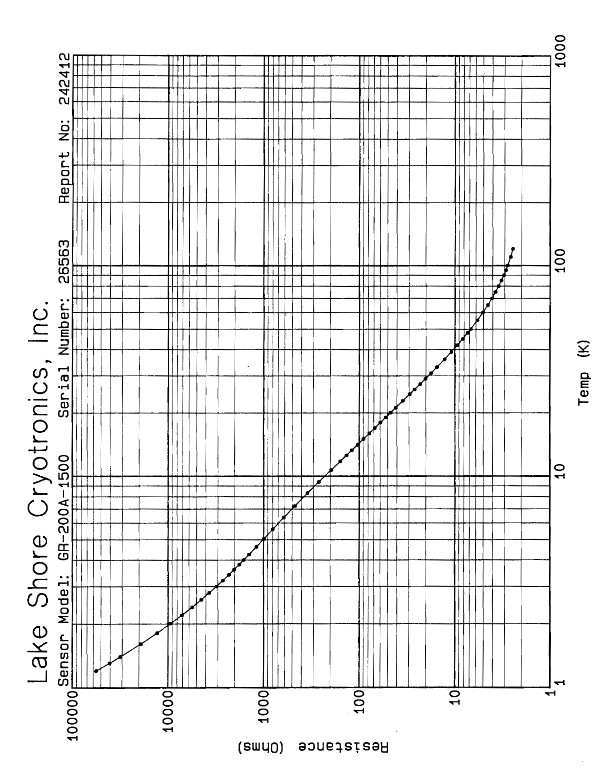 Lake Shore Cryotronics, Inc.
Sensor Model: GR-200A-1500 Serial Number: 26563 Report No: 242412
100000
10000
1000
100
10
1
Resistance (Ohms)
1
10
100
1000
Temp (K)